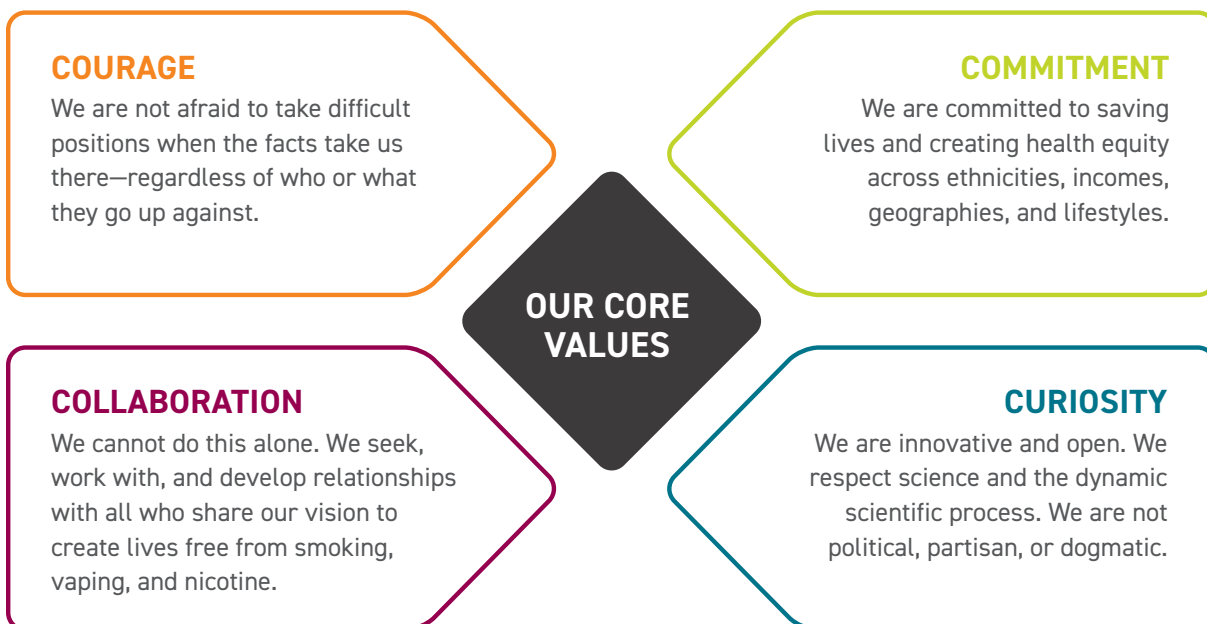 COURAGE
We are not afraid to take difficult
positions when the facts take us
there—regardless of who or what
they go up against.
COMMITMENT
We are committed to saving
lives and creating health equity
across ethnicities, incomes,
geographies, and lifestyles.
OUR CORE
VALUES
COLLABORATION
We cannot do this alone. We seek,
work with, and develop relationships
with all who share our vision to
create lives free from smoking,
vaping, and nicotine.
CURIOSITY
We are innovative and open. We
respect science and the dynamic
scientific process. We are not
political, partisan, or dogmatic.